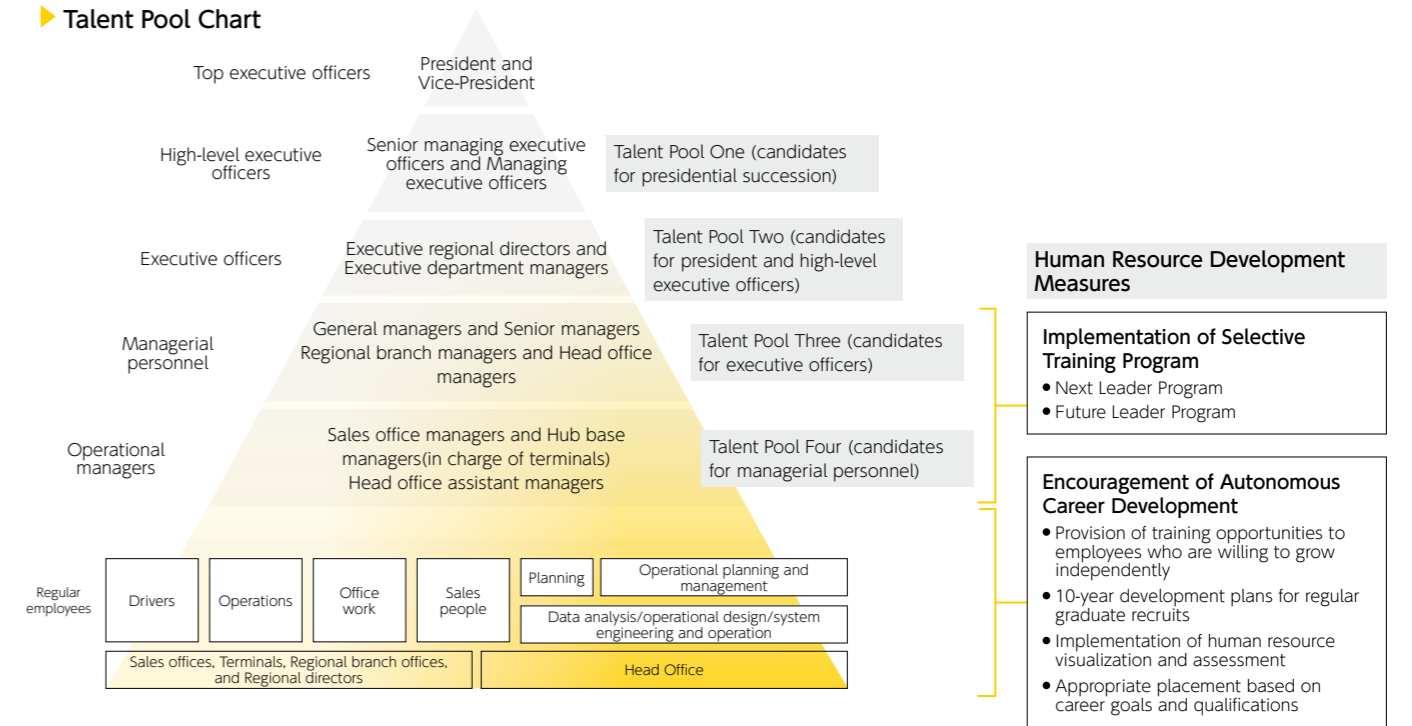 Talent Pool Chart
Top executive officers
President and
Vice-President
High-level executive
officers
Senior managing executive
officers and Managing
executive officers
Talent Pool One (candidates
for presidential succession)
Executive officers
Executive regional directors and
Executive department managers
Talent Pool Two (candidates
for president and high-level
executive officers)
Managerial
personnel
General managers and Senior managers
Regional branch managers and Head office
managers
Talent Pool Three (candidates
for executive officers)
Operational
managers
Sales office managers and Hub base
managers(in charge of terminals)
Head office assistant managers
Talent Pool Four (candidates
for managerial personnel)
Regular
employees
Drivers
Operations
Office
work
Sales
people
Planning
Operational planning and
management
Data analysis/operational design/system
engineering and operation
Sales offices, Terminals, Regional branch offices,
and Regional directors
Head Office
Human Resource Development
Measures
Implementation of Selective
Training Program
• Next Leader Program
• Future Leader Program
Encouragement of Autonomous
Career Development
• Provision of training opportunities to
employees who are willing to grow
independently
• 10-year development plans for regular
graduate recruits
• Implementation of human resource
visualization and assessment
• Appropriate placement based on
career goals and qualifications